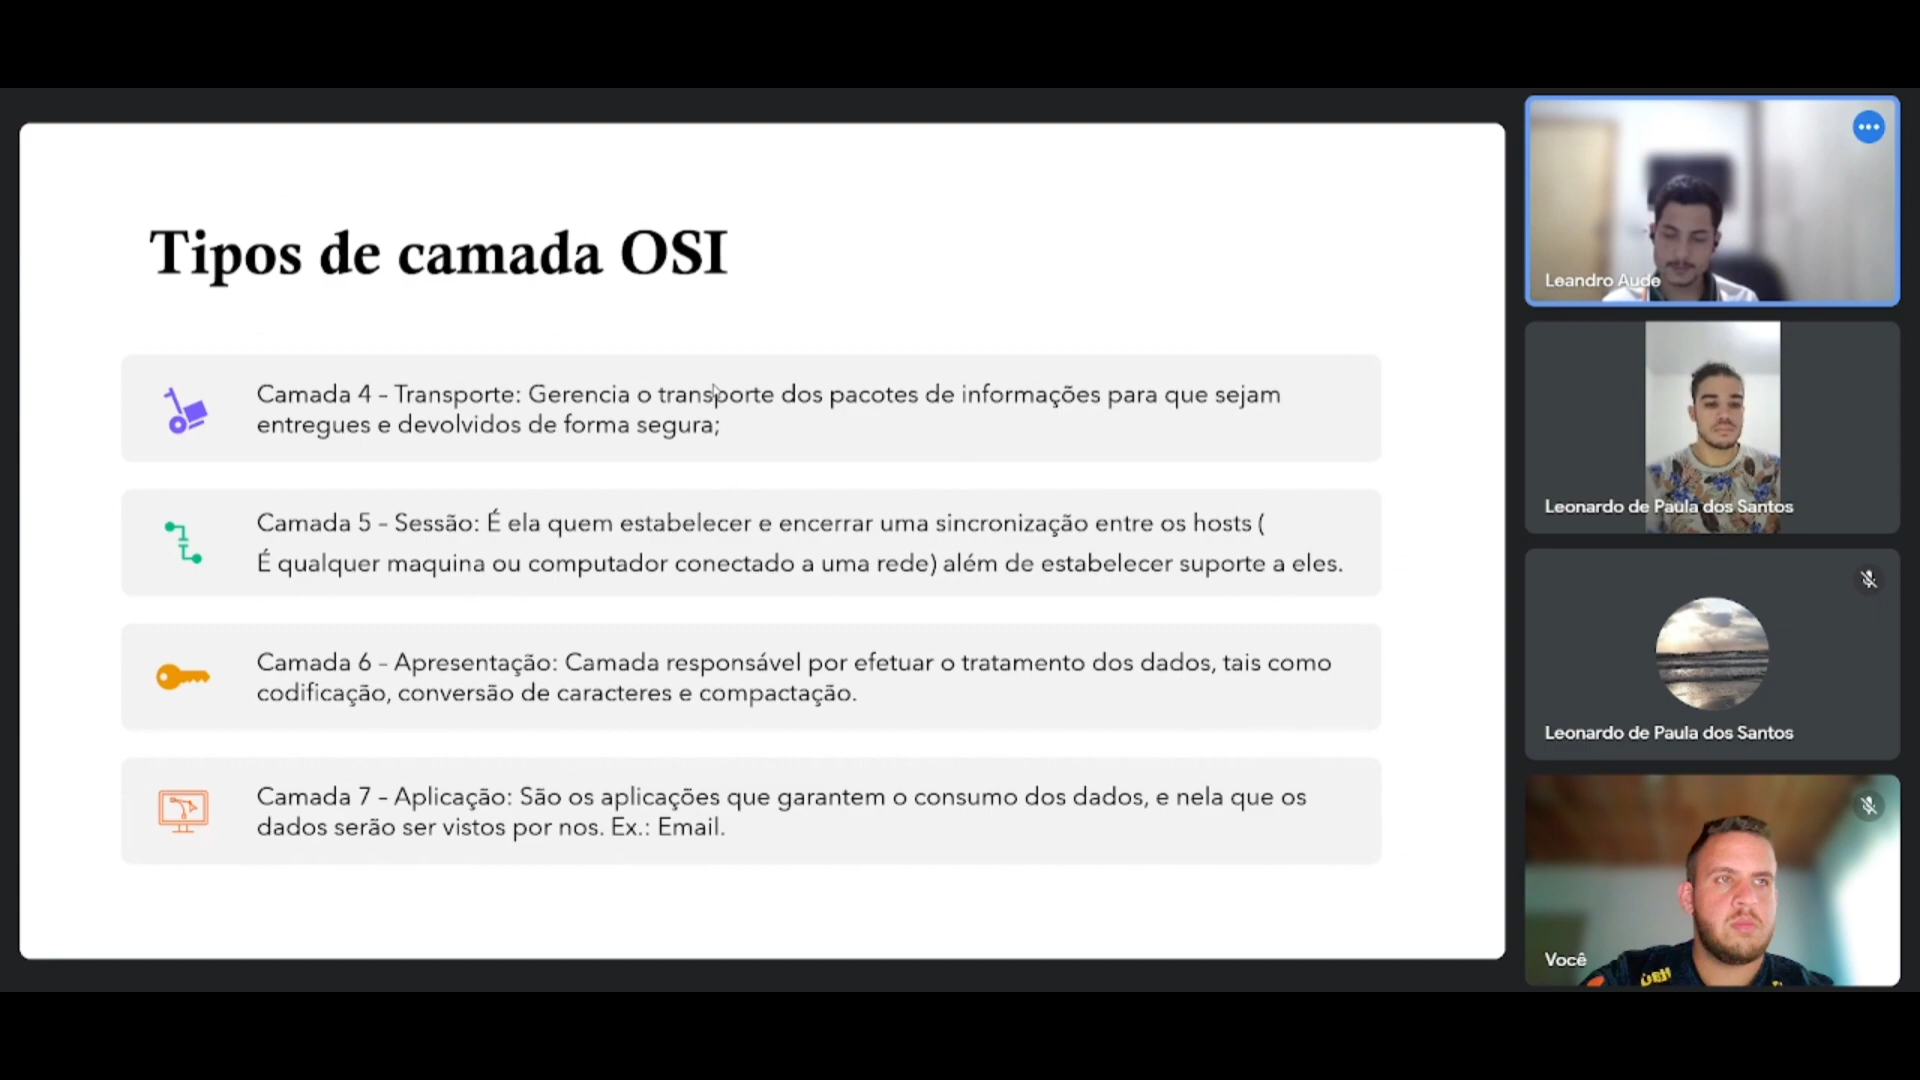 Tipos de camada OSI
Camada 4 - Transporte: Gerencia o transporte dos pacotes de informações para que sejam
entregues e devolvidos de forma segura;
Camada 5 - Sessão: É ela quem estabelecer e encerrar uma sincronização entre os hosts (
É qualquer maquina ou computador conectado a uma rede) além de estabelecer suporte a eles.
Camada 6 - Apresentação: Camada responsável por efetuar o tratamento dos dados, tais como
codificação, conversão de caracteres e compactação.
Camada 7 - Aplicação: São os aplicações que garantem o consumo dos dados, e nela que os
dados serão ser vistos por nos. Ex.: Email.
Leandro Aude
Leonardo de Paula dos Santos
Leonardo de Paula dos Santos
Você